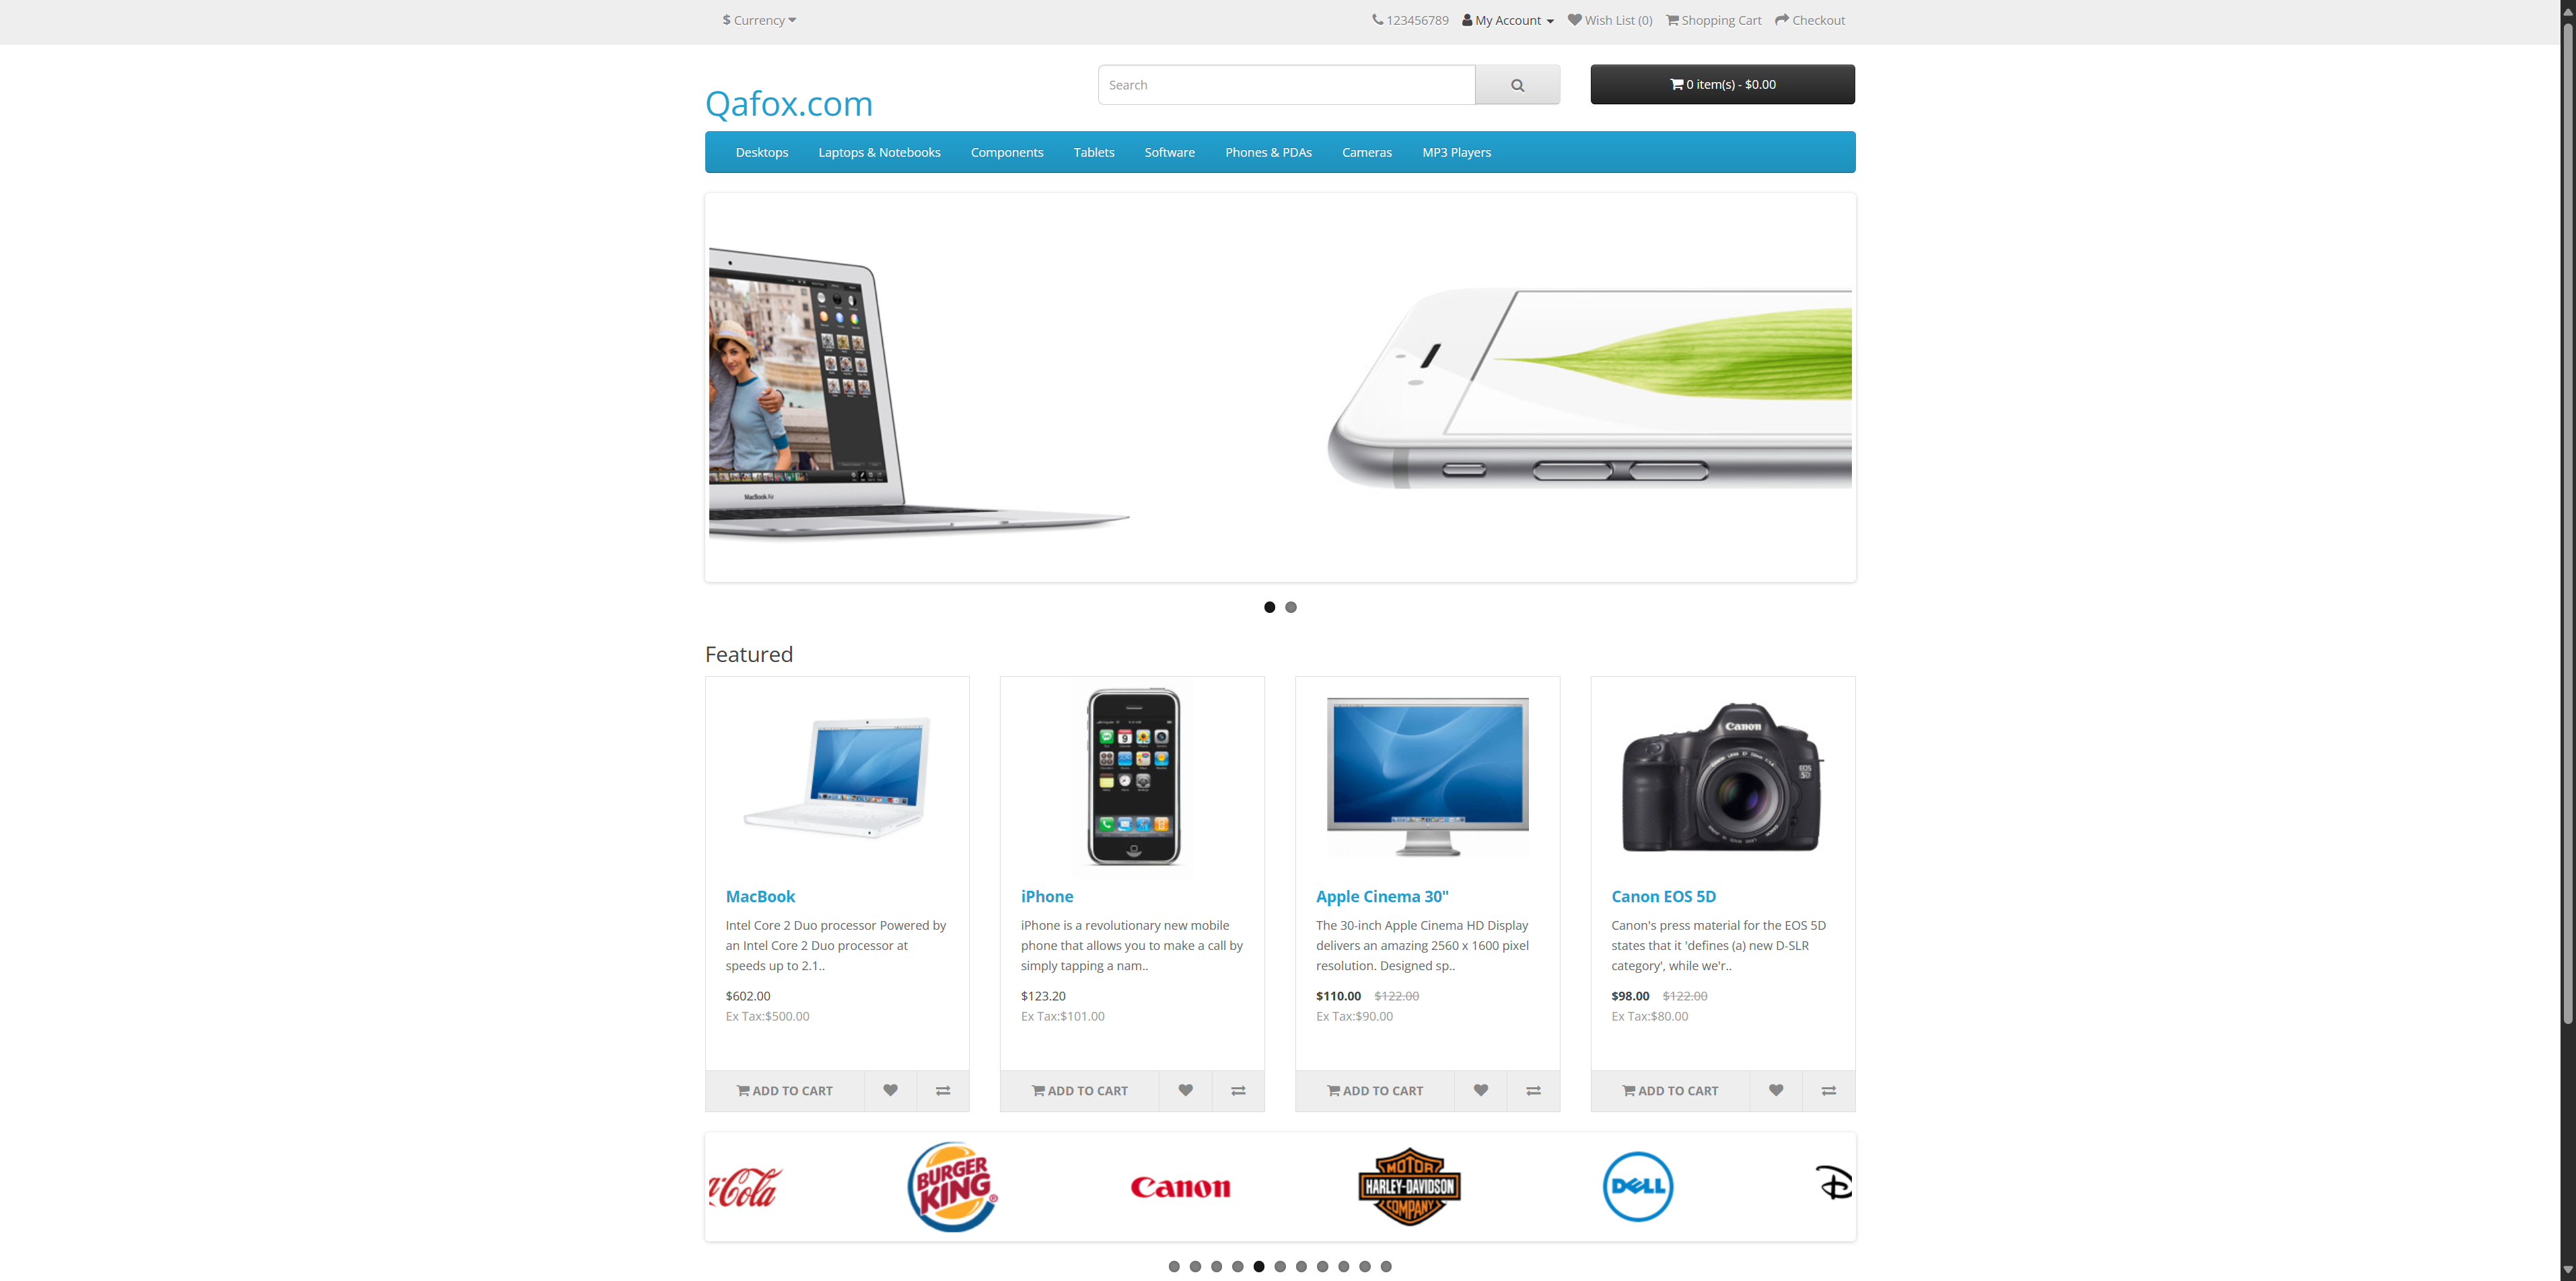 $ Currency
123456789 My Account Wish List (0) Shopping Cart Checkout
Qafox.com
Search
0 item(s) - $0.00
Desktops Laptops & Notebooks Components Tablets Software Phones & PDAs Cameras MP3 Players
MacBook Air
Featured
Canon
EOS 5D
MacBook
Intel Core 2 Duo processor Powered by
an Intel Core 2 Duo processor at
speeds up to 2.1..
$602.00
Ex Tax:$500.00
ADD TO CART
iPhone
iPhone is a revolutionary new mobile
phone that allows you to make a call by
simply tapping a nam..
$123.20
Ex Tax:$101.00
ADD TO CART
Apple Cinema 30"
The 30-inch Apple Cinema HD Display
delivers an amazing 2560 x 1600 pixel
resolution. Designed sp..
$110.00 $122.00
Ex Tax:$90.00
ADD TO CART
Canon EOS 5D
Canon's press material for the EOS 5D
states that it 'defines (a) new D-SLR
category', while we'r..
$98.00 $122.00
Ex Tax:$80.00
ADD TO CART
Cola
BURGER
KING
Canon
MOTOR
HARLEY-DAVIDSON
COMPANY
DELL
D